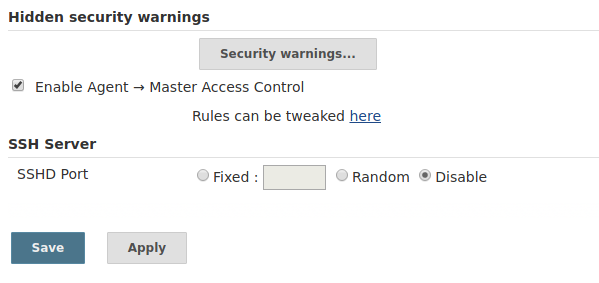 Hidden security warnings
Security warnings...
Enable Agent → Master Access Control
Rules can be tweaked here
SSH Server
SSHD Port Fixed : Random Disable
Save Apply